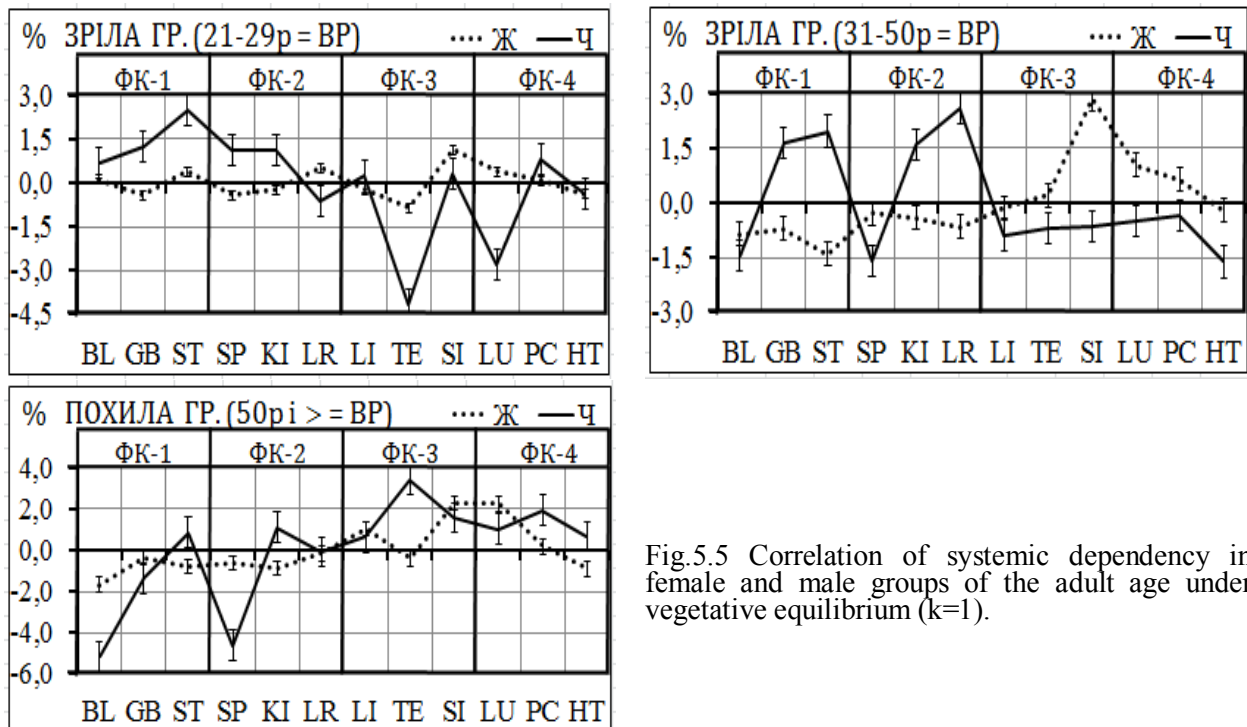 % ЗРІЛА ГР. (21-29р = ВР) Ж Ч
ФК-1 ФК-2 ФК-3 ФК-4
3,0
1,5
0,0
-1,5
-3,0
-4,5
BL GB ST SP KI LR LI TE SI LU PC HT
% ЗРІЛА ГР. (31-50р = ВР) Ж Ч
ФК-1 ФК-2 ФК-3 ФК-4
3,0
1,5
0,0
-1,5
-3,0
BL GB ST SP KI LR LI TE SI LU PC HT
% ПОХИЛА ГР. (50р і > = ВР) Ж Ч
ФК-1 ФК-2 ФК-3 ФК-4
4,0
2,0
0,0
-2,0
-4,0
-6,0
BL GB ST SP KI LR LI TE SI LU PC HT
Fig.5.5 Correlation of systemic dependency in
female and male groups of the adult age under
vegetative equilibrium (k=1).